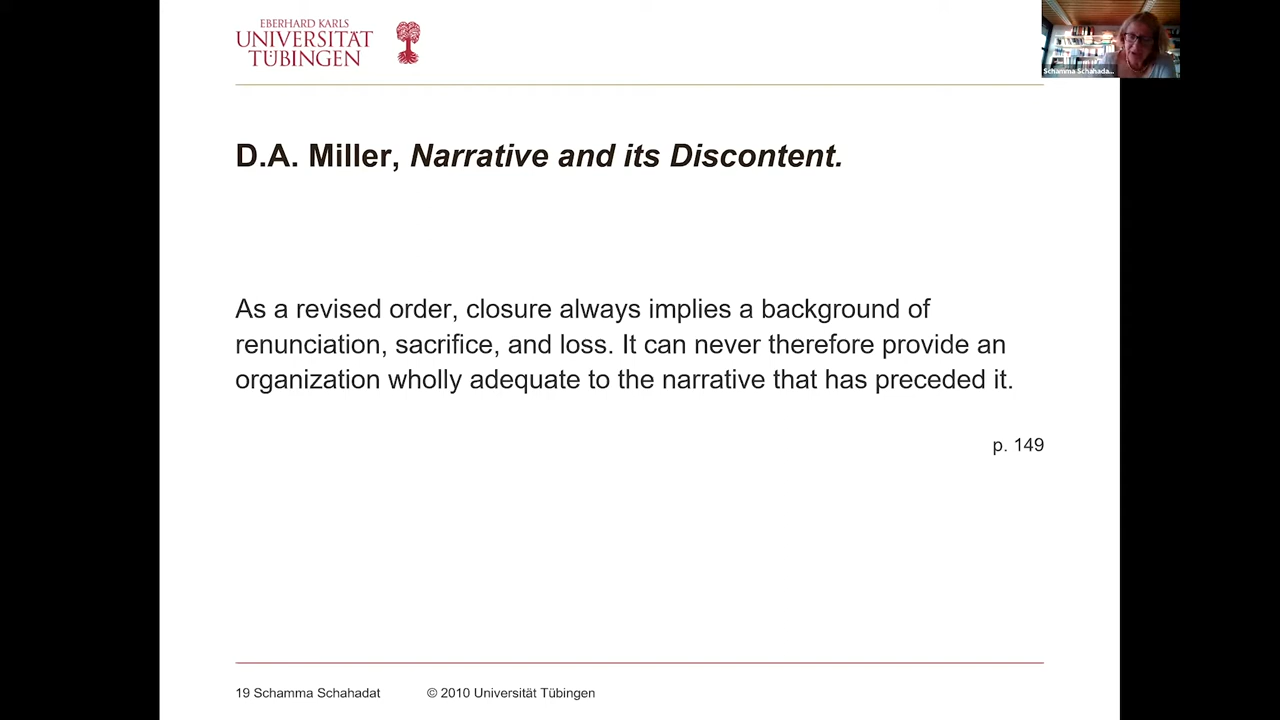 EBERHARD KARLS
UNIVERSITÄT
TÜBINGEN
Schamma Schahada...
D.A. Miller, Narrative and its Discontent.
As a revised order, closure always implies a background of
renunciation, sacrifice, and loss. It can never therefore provide an
organization wholly adequate to the narrative that has preceded it.
p. 149
19 Schamma Schahadat © 2010 Universität Tübingen